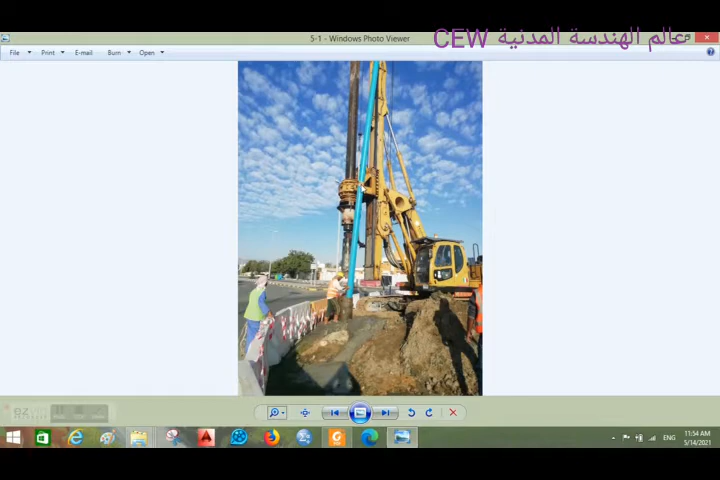 5-1 - Windows Photo Viewer
عالم الهندسة المدنية CEW
File Print E-mail Burn Open
ez
ENG
11:54 AM
5/14/2021